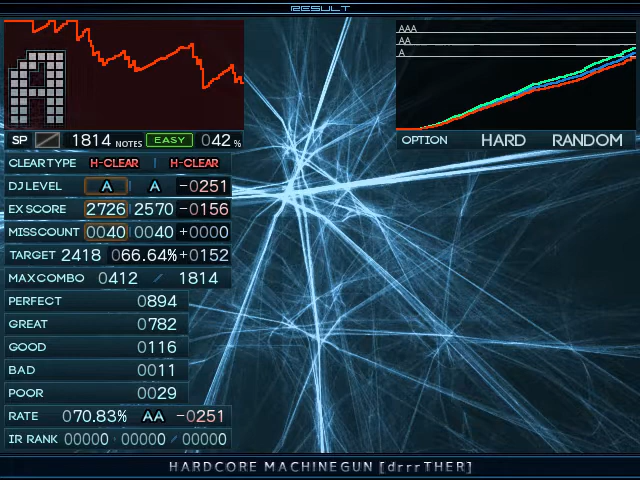 RESULT
AAA
AA
A
SP 1814 NOTES EASY 042 %
OPTION HARD RANDOM
CLEARTYPE H-CLEAR | H-CLEAR
DJ LEVEL A | A -0251
EX SCORE 2726 | 2570 -0156
MISSCOUNT 0040 | 0040 +0000
TARGET 2418 066.64% +0152
MAXCOMBO 0412 / 1814
PERFECT 0894
GREAT 0782
GOOD 0116
BAD 0011
POOR 0029
RATE 070.83% AA -0251
IR RANK 00000 00000 / 00000
HARDCORE MACHINEGUN [drrrTHER]